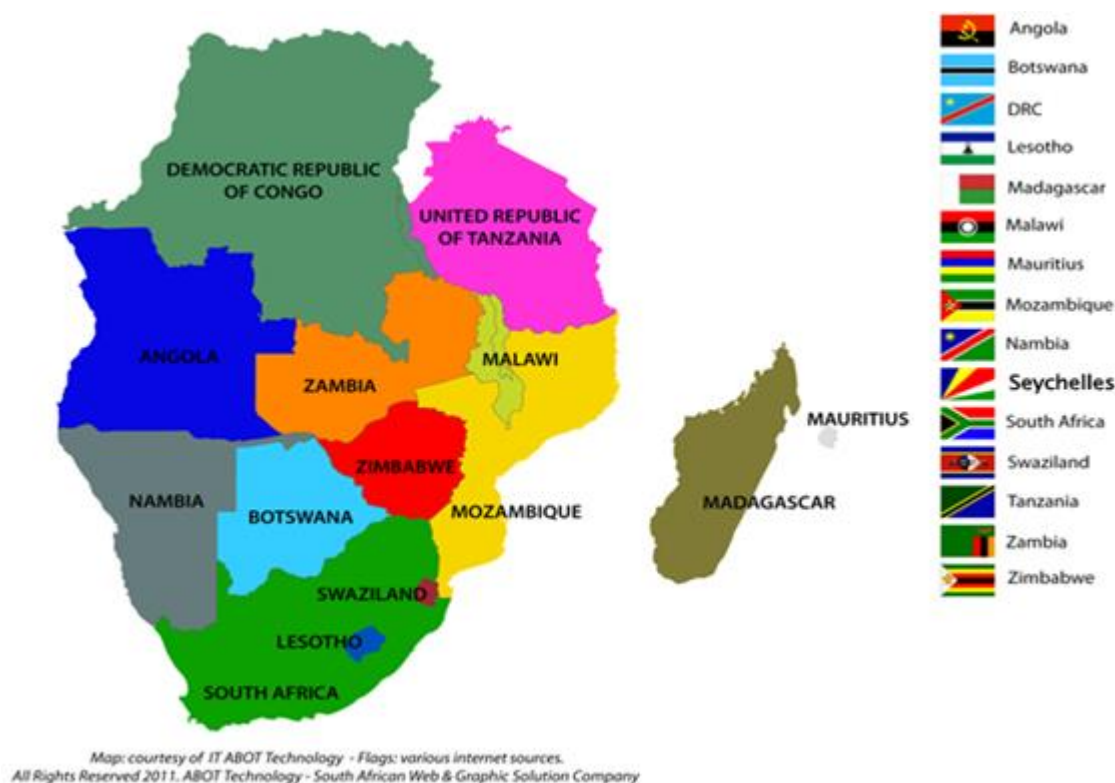 DEMOCRATIC REPUBLIC
OF CONGO
UNITED REPUBLIC
OF TANZANIA
ANGOLA
ZAMBIA
MALAWI
NAMBIA
BOTSWANA
ZIMBABWE
MOZAMBIQUE
SWAZILAND
LESOTHO
SOUTH AFRICA
MAURITIUS
MADAGASCAR
Angola
Botswana
DRC
Lesotho
Madagascar
Malawi
Mauritius
Mozambique
Nambia
Seychelles
South Africa
Swaziland
Tanzania
Zambia
Zimbabwe
Map: courtesy of IT ABOT Technology - Flags: various internet sources.
All Rights Reserved 2011. ABOT Technology - South African Web & Graphic Solution Company